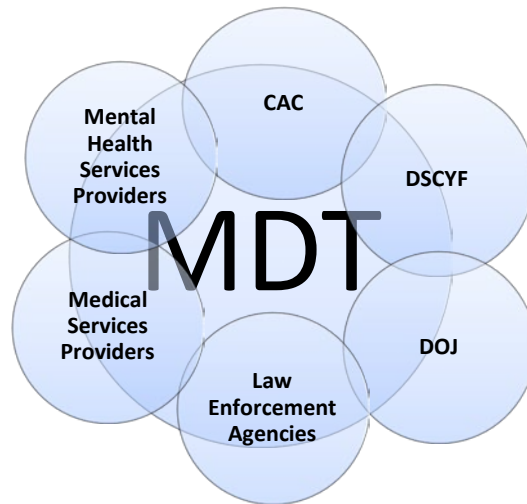 CAC
Mental
Health
Services
Providers
DSCYF
MDT
Medical
Services
Providers
DOJ
Law
Enforcement
Agencies